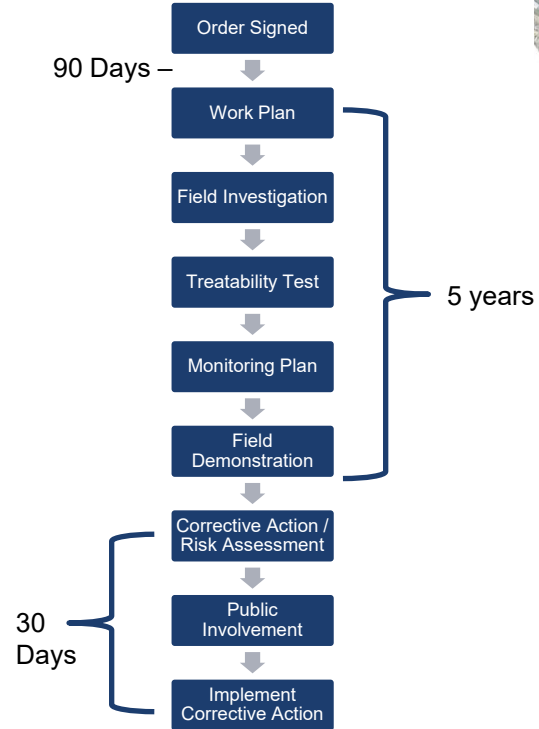 Order Signed
90 Days –
Work Plan
Field Investigation
Treatability Test
5 years
Monitoring Plan
Field
Demonstration
Corrective Action /
Risk Assessment
30
Days
Public
Involvement
Implement
Corrective Action